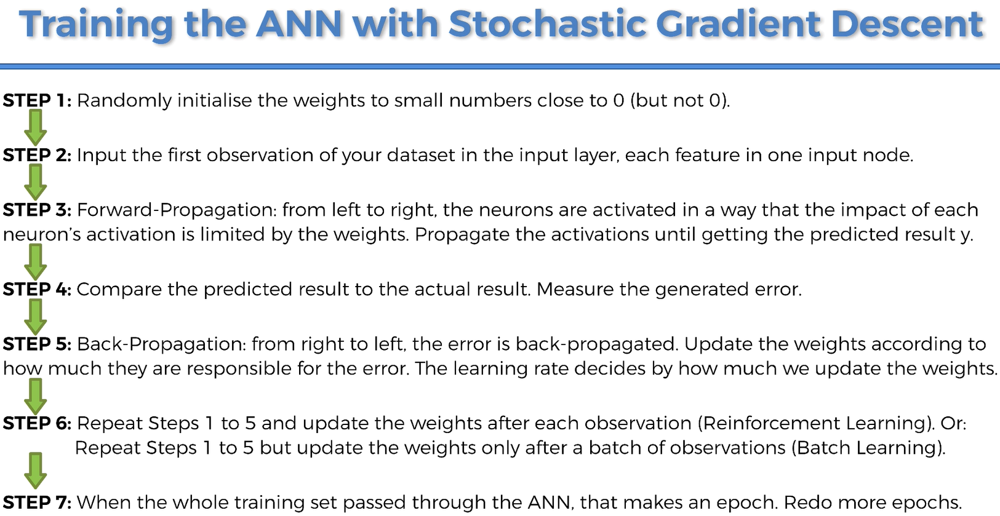 Training the ANN with Stochastic Gradient Descent
STEP 1: Randomly initialise the weights to small numbers close to 0 (but not 0).
STEP 2: Input the first observation of your dataset in the input layer, each feature in one input node.
STEP 3: Forward-Propagation: from left to right, the neurons are activated in a way that the impact of each
neuron's activation is limited by the weights. Propagate the activations until getting the predicted result y.
STEP 4: Compare the predicted result to the actual result. Measure the generated error.
STEP 5: Back-Propagation: from right to left, the error is back-propagated. Update the weights according to
how much they are responsible for the error. The learning rate decides by how much we update the weights.
STEP 6: Repeat Steps 1 to 5 and update the weights after each observation (Reinforcement Learning). Or:
Repeat Steps 1 to 5 but update the weights only after a batch of observations (Batch Learning).
STEP 7: When the whole training set passed through the ANN, that makes an epoch. Redo more epochs.